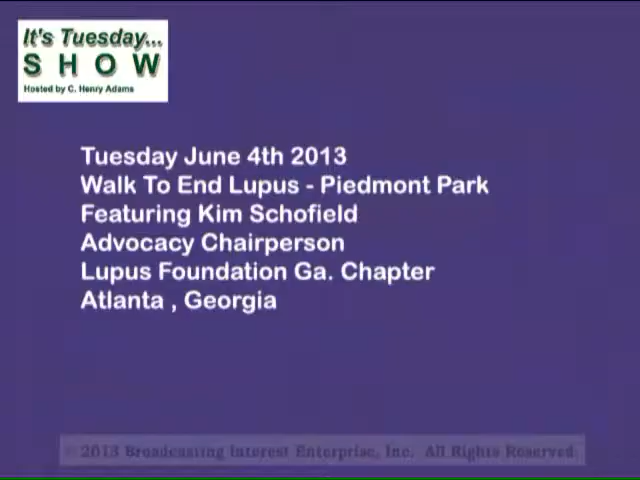 It's Tuesday...
SHOW
Hosted by C. Henry Adams
Tuesday June 4th 2013
Walk To End Lupus - Piedmont Park
Featuring Kim Schofield
Advocacy Chairperson
Lupus Foundation Ga. Chapter
Atlanta , Georgia
© 2013 Broadcasting Interest Enterprise, Inc. All Rights Reserved.